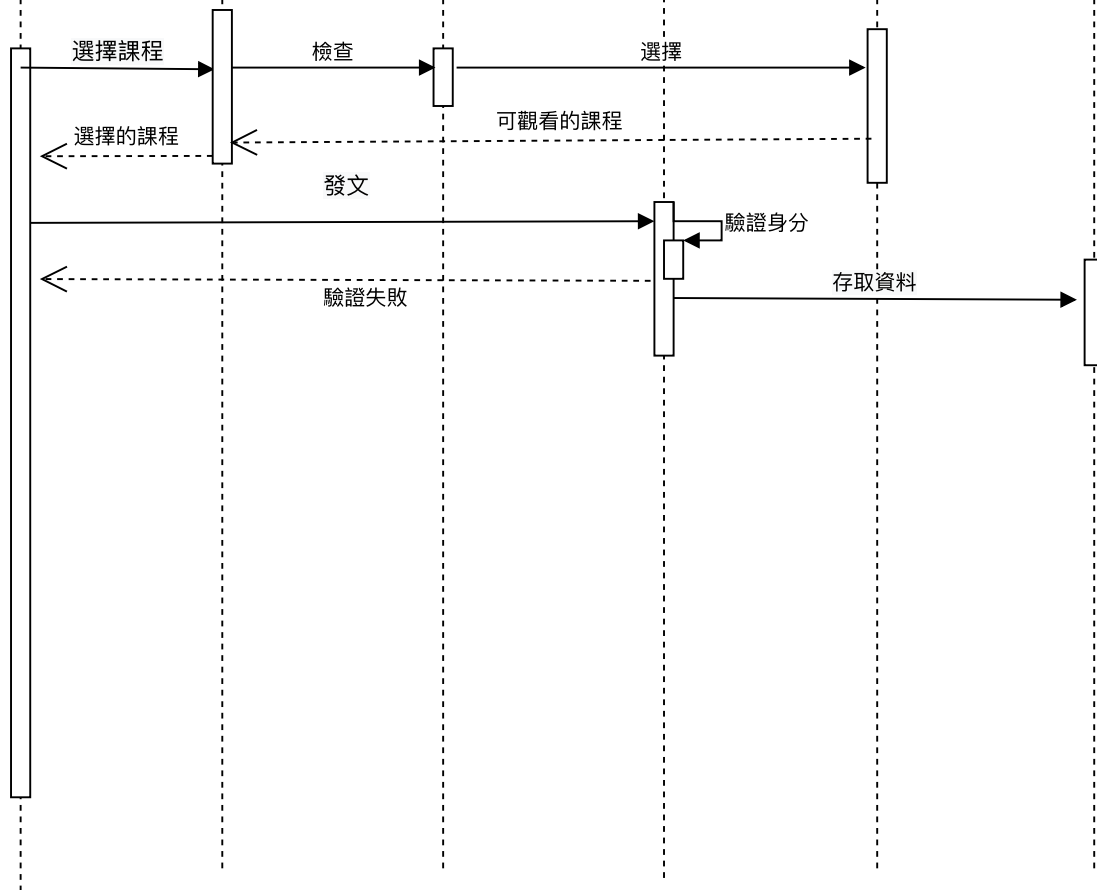 選擇課程
檢查
選擇
可觀看的課程
選擇的課程
發文
驗證身分
存取資料
驗證失敗